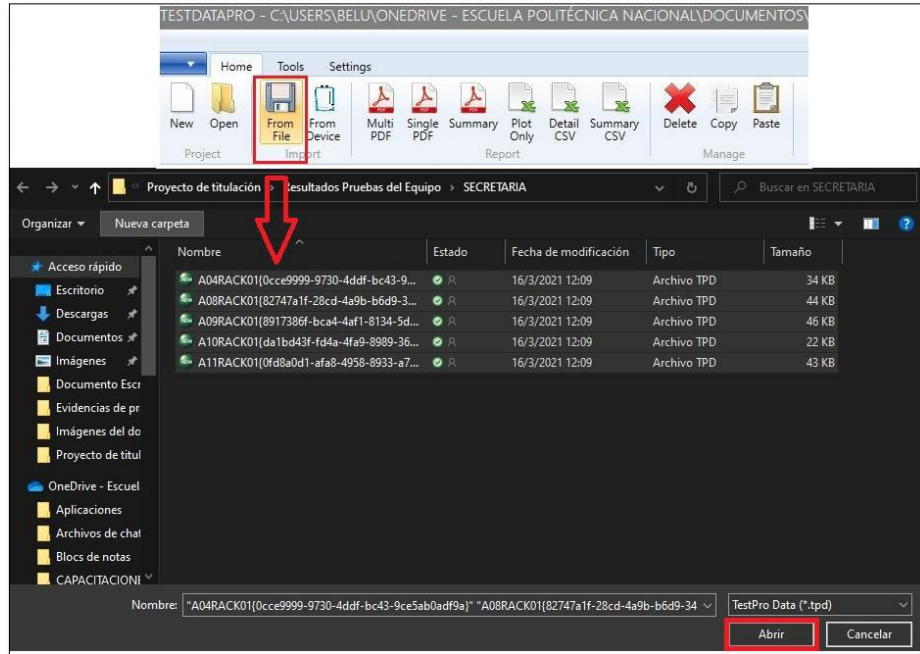 TESTDATAPRO - C:\USERS\BELU\ONEDRIVE - ESCUELA POLITÉCNICA NACIONAL\DOCUMENTOS\
Home Tools Settings
New Open From File From Device Multi PDF Single PDF Summary Plot Only Detail CSV Summary CSV Delete Copy Paste
Project Import Report Manage
Proyecto de titulación > Resultados Pruebas del Equipo > SECRETARIA Buscar en SECRETARIA
Organizar Nueva carpeta
Nombre Estado Fecha de modificación Tipo Tamaño
Acceso rápido
A04RACK01{0cce9999-9730-4ddf-bc43-9... 16/3/2021 12:09 Archivo TPD 34 KB
Escritorio
A08RACK01{82747a1f-28cd-4a9b-b6d9-3... 16/3/2021 12:09 Archivo TPD 44 KB
Descargas
A09RACK01{8917386f-bca4-4af1-8134-5d... 16/3/2021 12:09 Archivo TPD 46 KB
Documentos
A10RACK01{da1bd43f-fd4a-4fa9-8989-36... 16/3/2021 12:09 Archivo TPD 22 KB
Imágenes
A11RACK01{0fd8a0d1-afa8-4958-8933-a7... 16/3/2021 12:09 Archivo TPD 43 KB
Documento Escr
Evidencias de pr
Imágenes del do
Proyecto de titul
OneDrive - Escuel
Aplicaciones
Archivos de chat
Blocs de notas
CAPACITACIONE
Nombre: "A04RACK01{0cce9999-9730-4ddf-bc43-9ce5ab0adf9a}" "A08RACK01{82747a1f-28cd-4a9b-b6d9-34 TestPro Data (*.tpd)
Abrir Cancelar